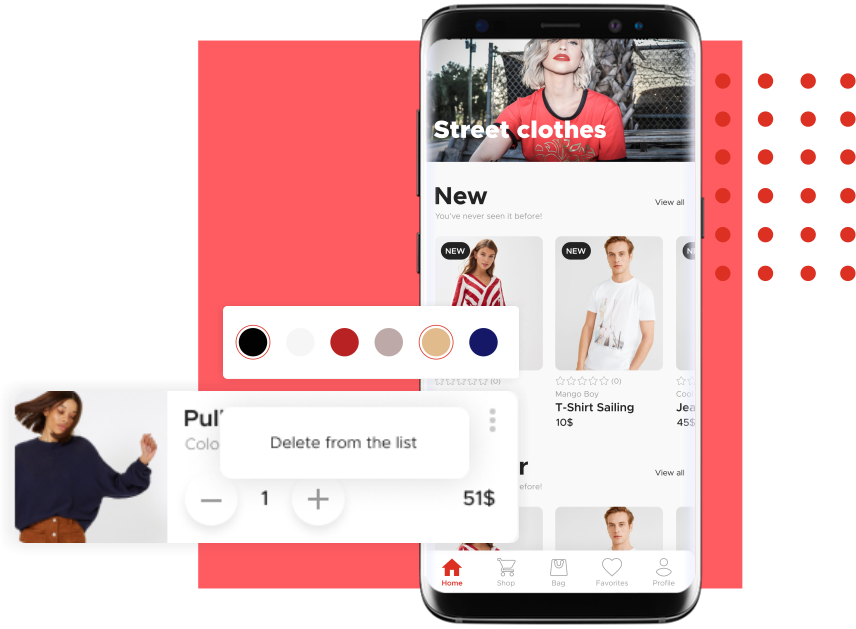 Street clothes
New
View all
You've never seen it before!
NEW
NEW
N
(0)
(0)
Mango Boy
Cool
T-Shirt Sailing
Jea
10$
45$
Pul
Colo
Delete from the list
1
51$
r
View all
efore!
Home
Shop
Bag
Favorites
Profile